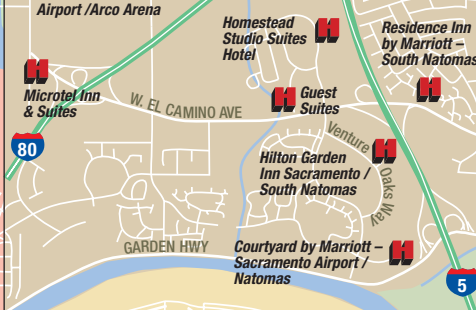 Airport /Arco Arena
Homestead
Studio Suites
Hotel
Residence Inn
by Marriott –
South Natomas
H
H
H
Microtel Inn
& Suites
W. EL CAMINO AVE
H
Guest
Suites
80
Venture Oaks Way
H
Hilton Garden
Inn Sacramento /
South Natomas
GARDEN HWY
Courtyard by Marriott –
Sacramento Airport /
Natomas
H
5